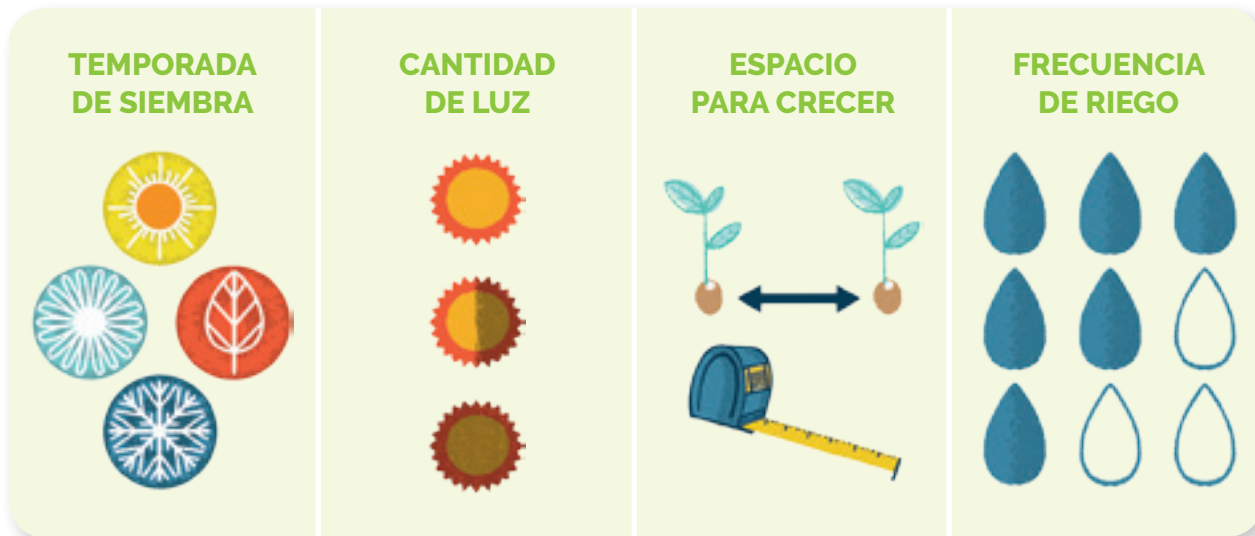 TEMPORADA
DE SIEMBRA
CANTIDAD
DE LUZ
ESPACIO
PARA CRECER
FRECUENCIA
DE RIEGO